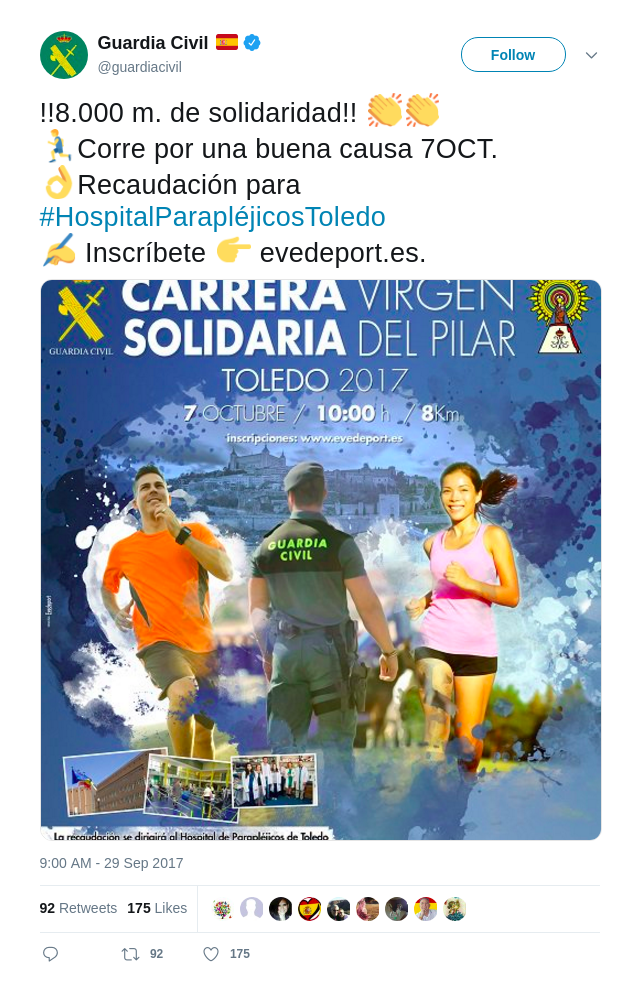 Guardia Civil
@guardiacivil
Follow
!!8.000 m. de solidaridad!!
Corre por una buena causa 7OCT.
Recaudación para
#HospitalParapléjicosToledo
Inscríbete evedeport.es.
CARRERA VIRGEN
SOLIDARIA DEL PILAR
GUARDIA CIVIL
TOLEDO 2017
7 OCTUBRE / 10:00 h / 8Km
inscripciones: www.evedeport.es
GUARDIA
CIVIL
La recaudación se dirigirá al Hospital de Parapléjicos de Toledo
9:00 AM - 29 Sep 2017
92 Retweets 175 Likes
92 175